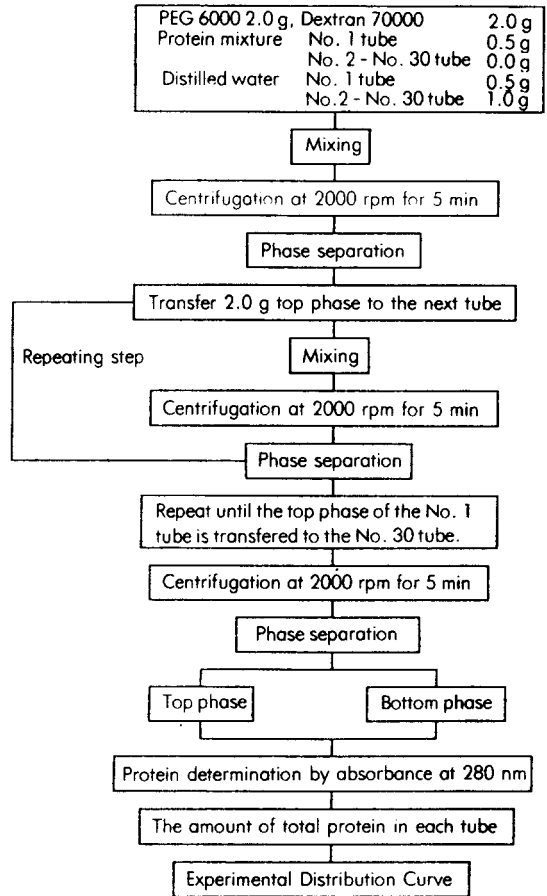 PEG 6000 2.0 g, Dextran 70000 2.0 g
Protein mixture No. 1 tube 0.5 g
No. 2 - No. 30 tube 0.0 g
Distilled water No. 1 tube 0.5 g
No.2 - No. 30 tube 1.0 g
Mixing
Centrifugation at 2000 rpm for 5 min
Phase separation
Transfer 2.0 g top phase to the next tube
Repeating step
Mixing
Centrifugation at 2000 rpm for 5 min
Phase separation
Repeat until the top phase of the No. 1
tube is transfered to the No. 30 tube.
Centrifugation at 2000 rpm for 5 min
Phase separation
Top phase
Bottom phase
Protein determination by absorbance at 280 nm
The amount of total protein in each tube
Experimental Distribution Curve